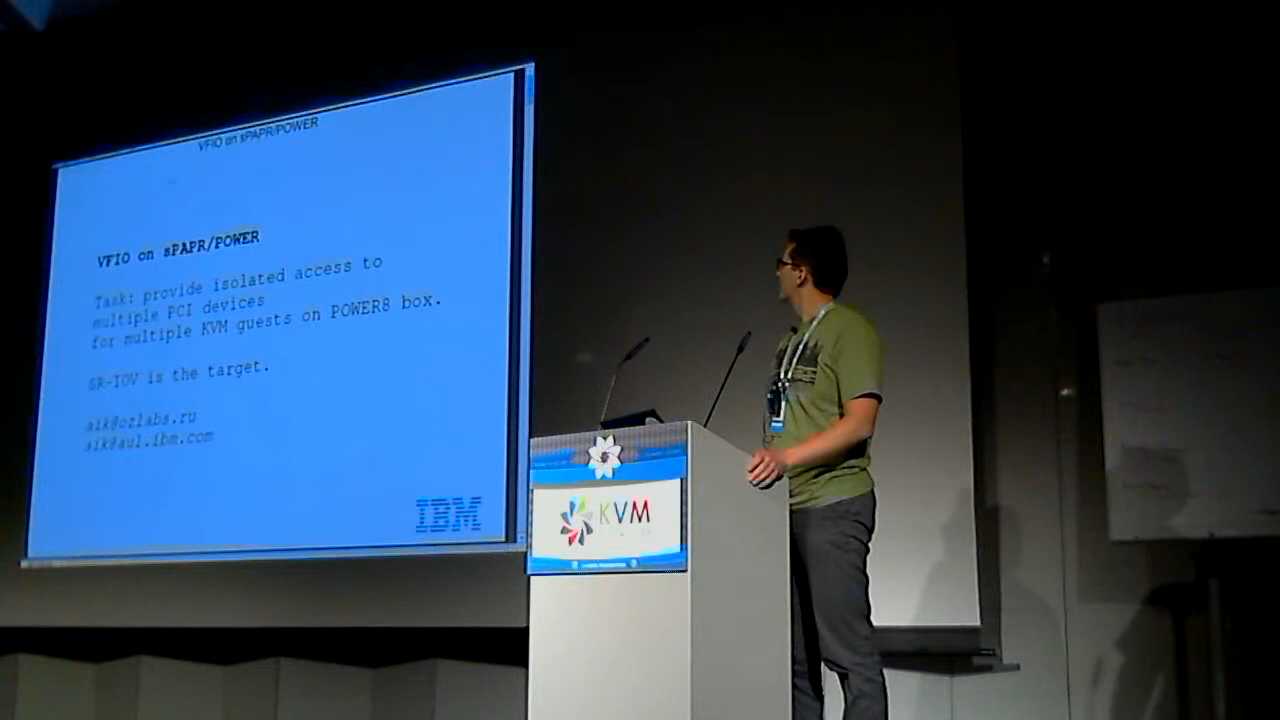 VFIO on sPAPR/POWER
VFIO on sPAPR/POWER
Task: provide isolated access to
multiple PCI devices
for multiple KVM guests on POWER8 box.
SR-IOV is the target.
aik@ozlabs.ru
aik@au1.ibm.com
IBM
KVM